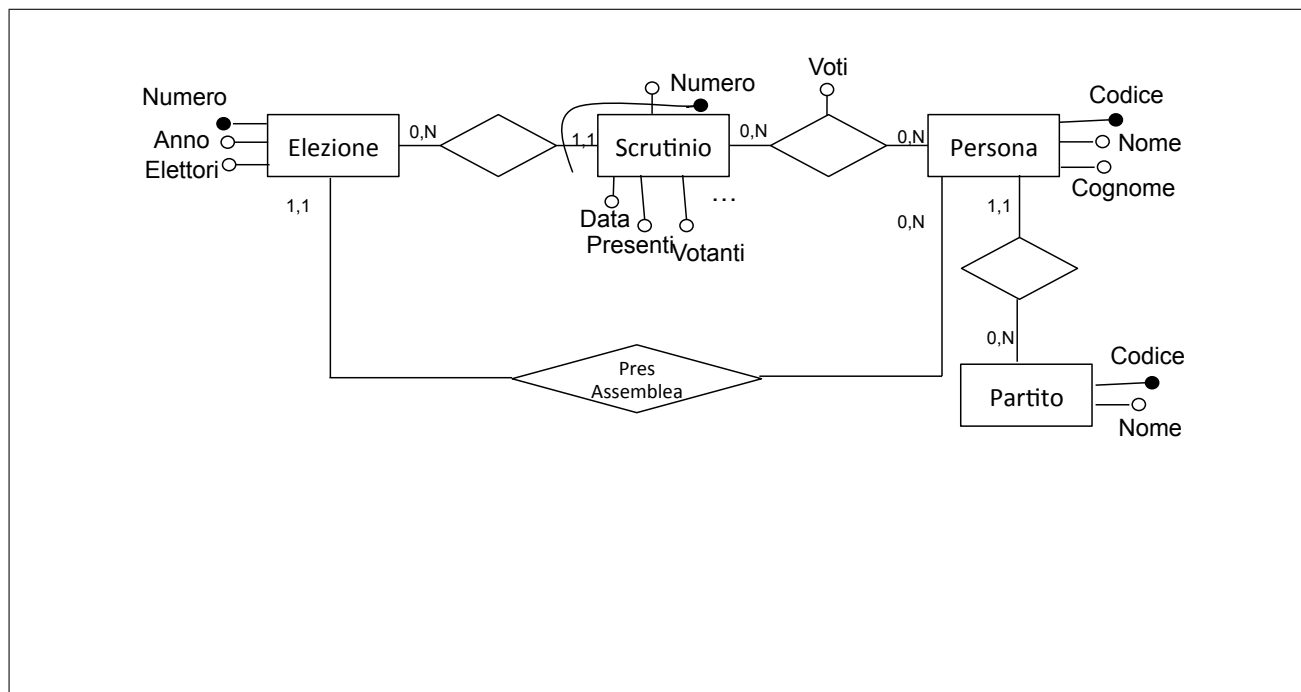 Voti
Numero
Codice
Numero
Anno
Elezione
0,N
1,1
Scrutinio
0,N
0,N
Persona
Nome
Elettori
Cognome
1,1
Data
…
0,N
1,1
Presenti
Votanti
0,N
Pres
Assemblea
Codice
Partito
Nome